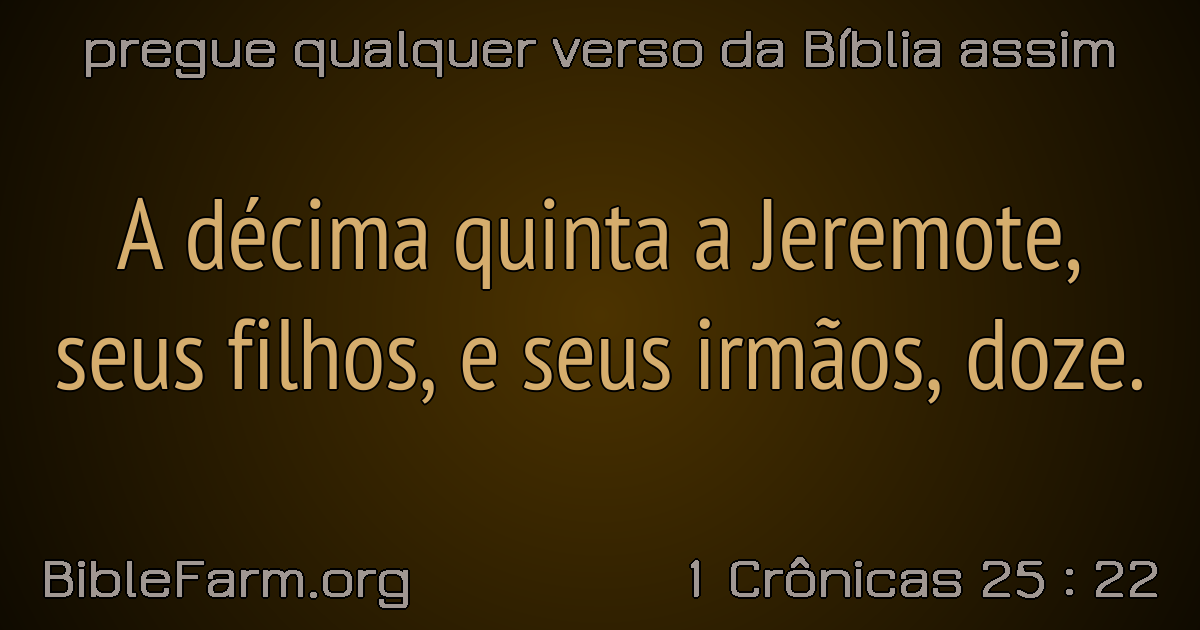 pregue qualquer verso da Bíblia assim
A décima quinta a Jeremote,
seus filhos, e seus irmãos, doze.
BibleFarm.org
1 Crônicas 25 : 22